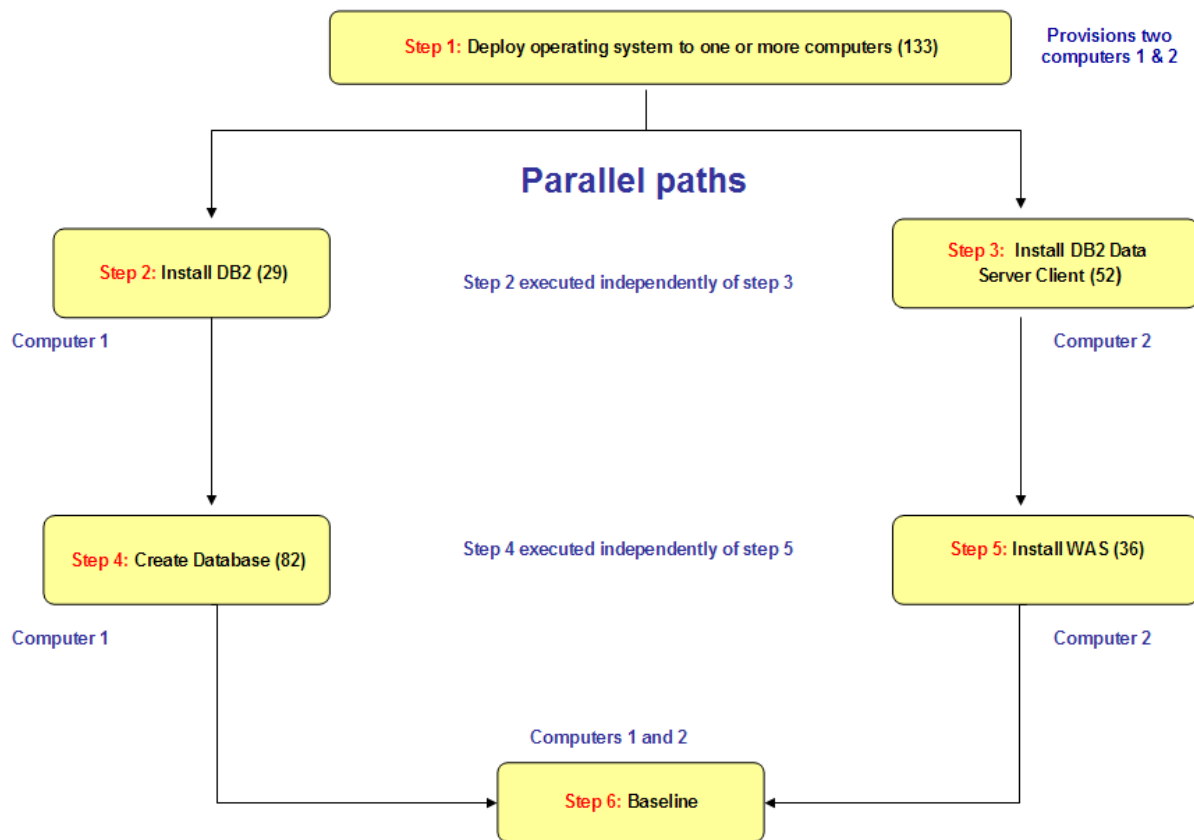 Step 1: Deploy operating system to one or more computers (133)
Provisions two
computers 1 & 2
Parallel paths
Step 2: Install DB2 (29)
Step 2 executed independently of step 3
Step 3: Install DB2 Data
Server Client (52)
Computer 1
Computer 2
Step 4: Create Database (82)
Step 4 executed independently of step 5
Step 5: Install WAS (36)
Computer 1
Computer 2
Computers 1 and 2
Step 6: Baseline